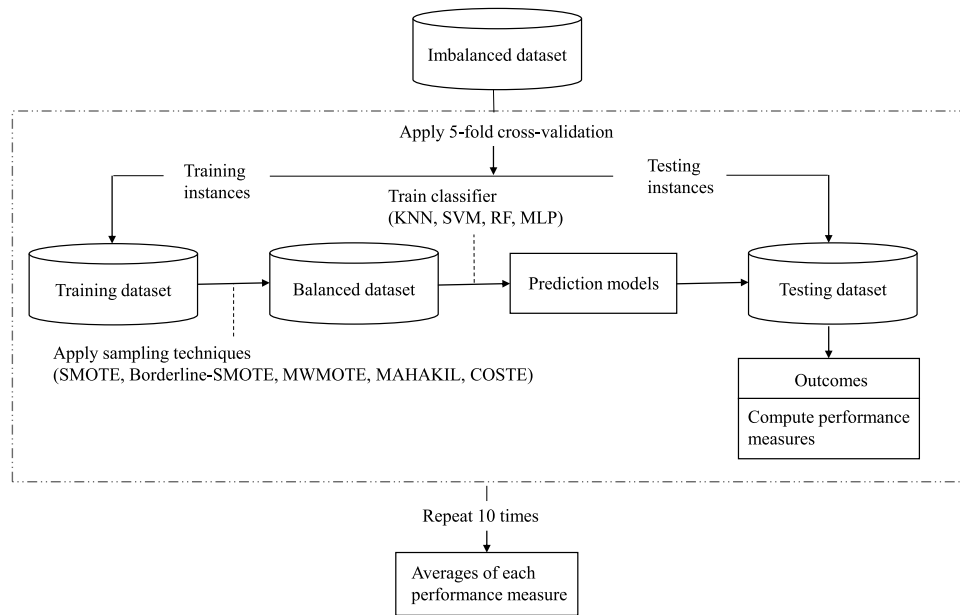 Imbalanced dataset
Apply 5-fold cross-validation
Training
instances
Testing
instances
Train classifier
(KNN, SVM, RF, MLP)
Training dataset
Balanced dataset
Prediction models
Testing dataset
Apply sampling techniques
(SMOTE, Borderline-SMOTE, MWMOTE, MAHAKIL, COSTE)
Outcomes
Compute performance
measures
Repeat 10 times
Averages of each
performance measure